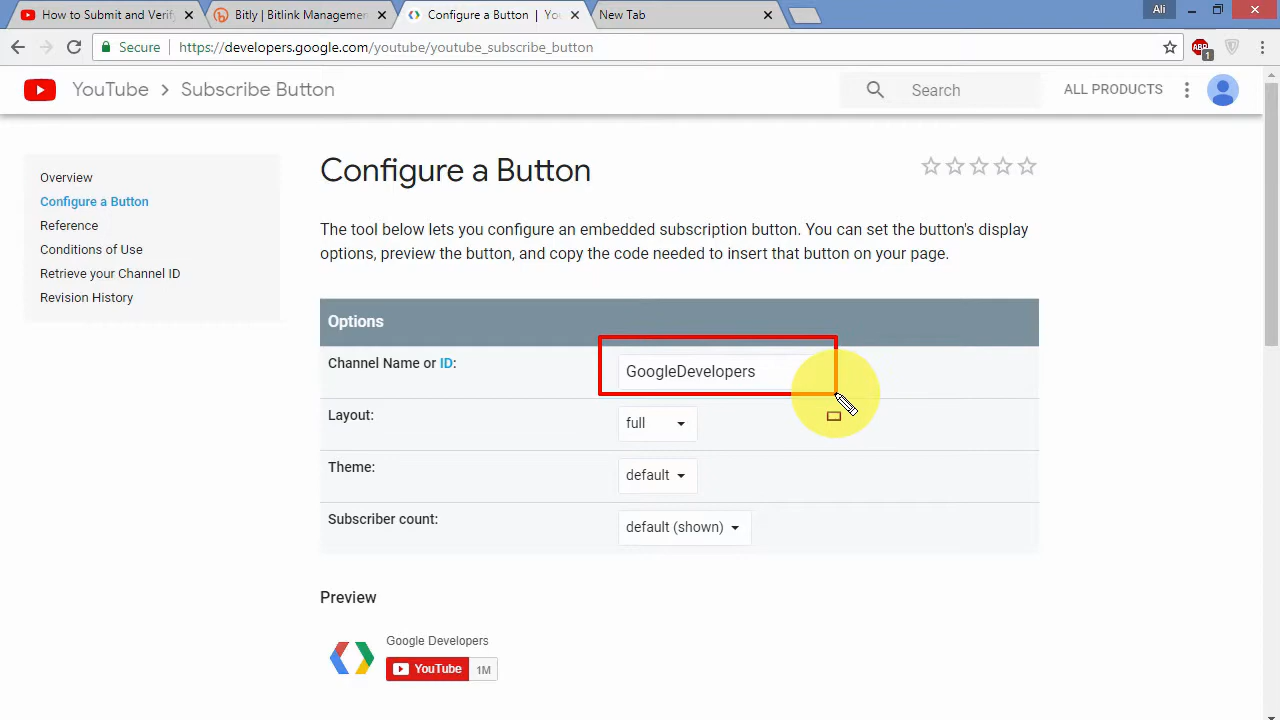 How to Submit and Verify
Bitly | Bitlink Managemen
Configure a Button | Yo
New Tab
Ali
Secure
https://developers.google.com/youtube/youtube_subscribe_button
ABP
1
YouTube > Subscribe Button
Search
ALL PRODUCTS
Overview
Configure a Button
Reference
Conditions of Use
Retrieve your Channel ID
Revision History
Configure a Button
The tool below lets you configure an embedded subscription button. You can set the button's display
options, preview the button, and copy the code needed to insert that button on your page.
Options
Channel Name or ID:
GoogleDevelopers
Layout:
full
Theme:
default
Subscriber count:
default (shown)
Preview
Google Developers
YouTube
1M